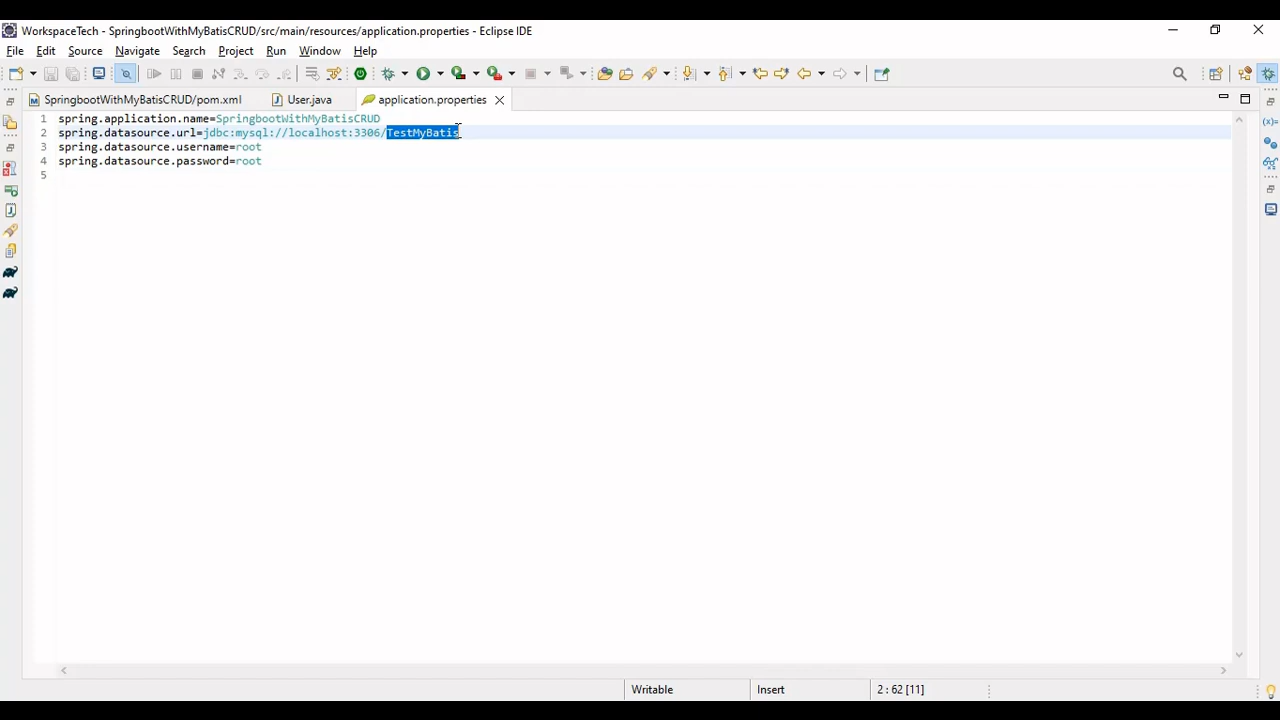 WorkspaceTech - SpringbootWithMyBatisCRUD/src/main/resources/application.properties - Eclipse IDE
File Edit Source Refactor Navigate Search Project Run Window Help
SpringbootWithMyBatisCRUD/pom.xml User.java application.properties
1 spring.application.name=SpringbootWithMyBatisCRUD
2 spring.datasource.url=jdbc:mysql://localhost:3306/TestMyBatis
3 spring.datasource.username=root
4 spring.datasource.password=root
5
Writable Insert 2 : 62 [11]